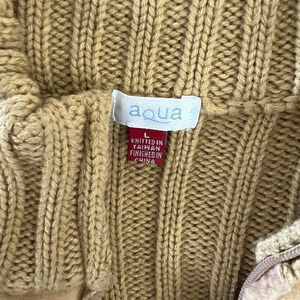 aqua
L
KNITTED IN
TAIWAN
FINISHED IN
CHINA